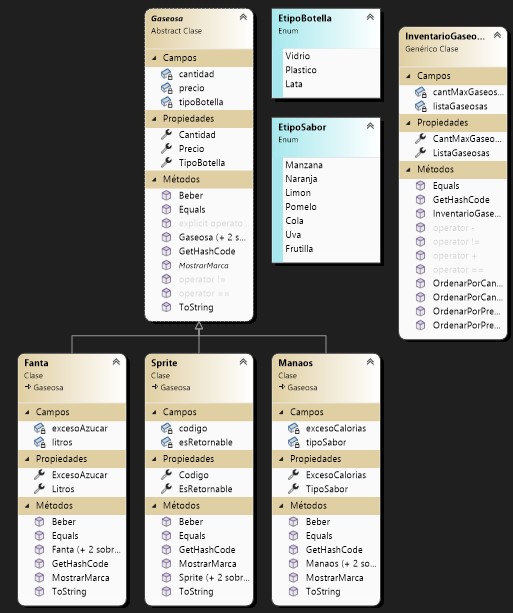 Gaseosa
Abstract Clase
Campos
cantidad
precio
tipoBotella
Propiedades
Cantidad
Precio
TipoBotella
Métodos
Beber
Equals
explicit operato...
Gaseosa (+ 2 s...
GetHashCode
MostrarMarca
operator !=
operator ==
ToString
EtipoBotella
Enum
Vidrio
Plastico
Lata
EtipoSabor
Enum
Manzana
Naranja
Limon
Pomelo
Cola
Uva
Frutilla
InventarioGaseo...
Genérico Clase
Campos
cantMaxGaseos...
listaGaseosas
Propiedades
CantMaxGaseo...
ListaGaseosas
Métodos
Equals
GetHashCode
InventarioGase...
operator -
operator !=
operator +
operator ==
OrdenarPorCan...
OrdenarPorCan...
OrdenarPorPre...
OrdenarPorPre...
Fanta
Clase
Gaseosa
Campos
excesoAzucar
litros
Propiedades
ExcesoAzucar
Litros
Métodos
Beber
Equals
Fanta (+ 2 sobr...
GetHashCode
MostrarMarca
ToString
Sprite
Clase
Gaseosa
Campos
codigo
esRetornable
Propiedades
Codigo
EsRetornable
Métodos
Beber
Equals
GetHashCode
MostrarMarca
Sprite (+ 2 sobr...
ToString
Manaos
Clase
Gaseosa
Campos
excesoCalorias
tipoSabor
Propiedades
ExcesoCalorias
TipoSabor
Métodos
Beber
Equals
GetHashCode
Manaos (+ 2 sobr...
MostrarMarca
ToString